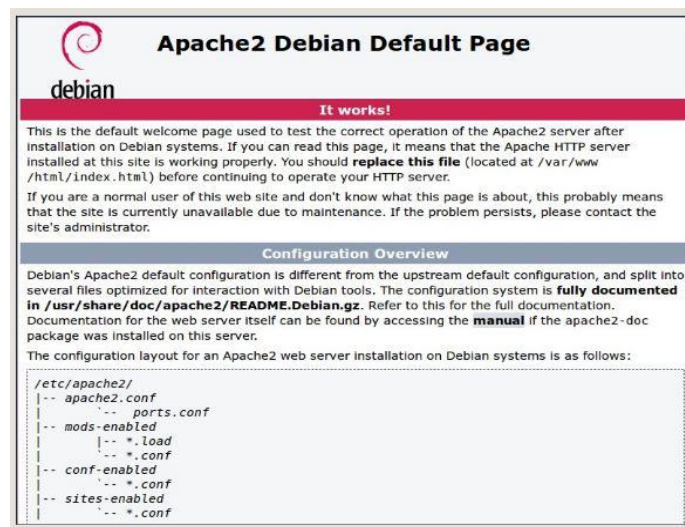 Apache2 Debian Default Page
debian
It works!
This is the default welcome page used to test the correct operation of the Apache2 server after
installation on Debian systems. If you can read this page, it means that the Apache HTTP server
installed at this site is working properly. You should replace this file (located at /var/www
/html/index.html) before continuing to operate your HTTP server.
If you are a normal user of this web site and don't know what this page is about, this probably means
that the site is currently unavailable due to maintenance. If the problem persists, please contact the
site's administrator.
Configuration Overview
Debian's Apache2 default configuration is different from the upstream default configuration, and split into
several files optimized for interaction with Debian tools. The configuration system is fully documented
in /usr/share/doc/apache2/README.Debian.gz. Refer to this for the full documentation.
Documentation for the web server itself can be found by accessing the manual if the apache2-doc
package was installed on this server.
The configuration layout for an Apache2 web server installation on Debian systems is as follows:
/etc/apache2/
|-- apache2.conf
|       `--  ports.conf
|-- mods-enabled
|       |-- *.load
|       `-- *.conf
|-- conf-enabled
|       `-- *.conf
|-- sites-enabled
|       `-- *.conf